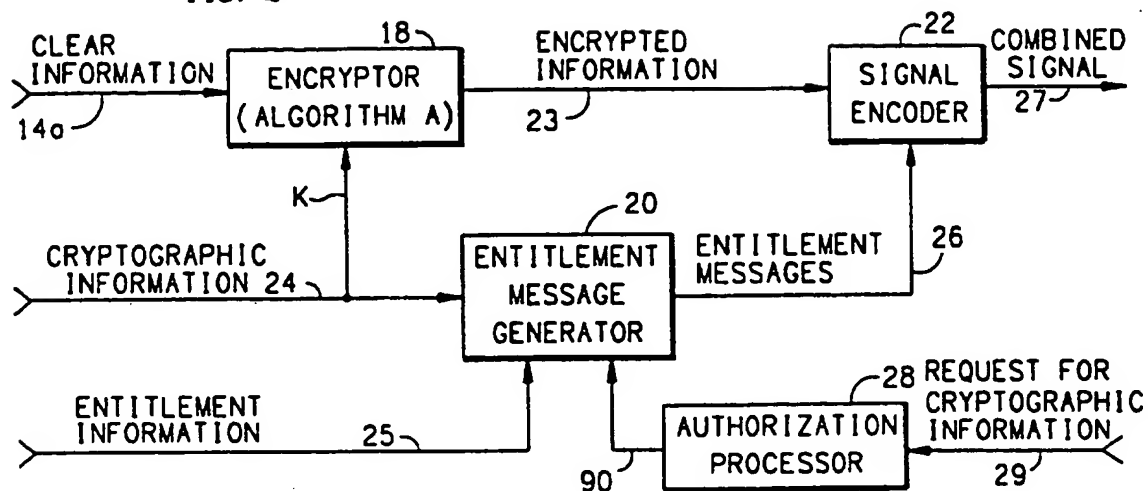 CLEAR
INFORMATION
14a
18
ENCRYPTOR
(ALGORITHM A)
ENCRYPTED
INFORMATION
23
22
SIGNAL
ENCODER
COMBINED
SIGNAL
27
K
CRYPTOGRAPHIC
INFORMATION 24
20
ENTITLEMENT
MESSAGE
GENERATOR
ENTITLEMENT
MESSAGES
26
ENTITLEMENT
INFORMATION
25
90
28
AUTHORIZATION
PROCESSOR
REQUEST FOR
CRYPTOGRAPHIC
INFORMATION
29